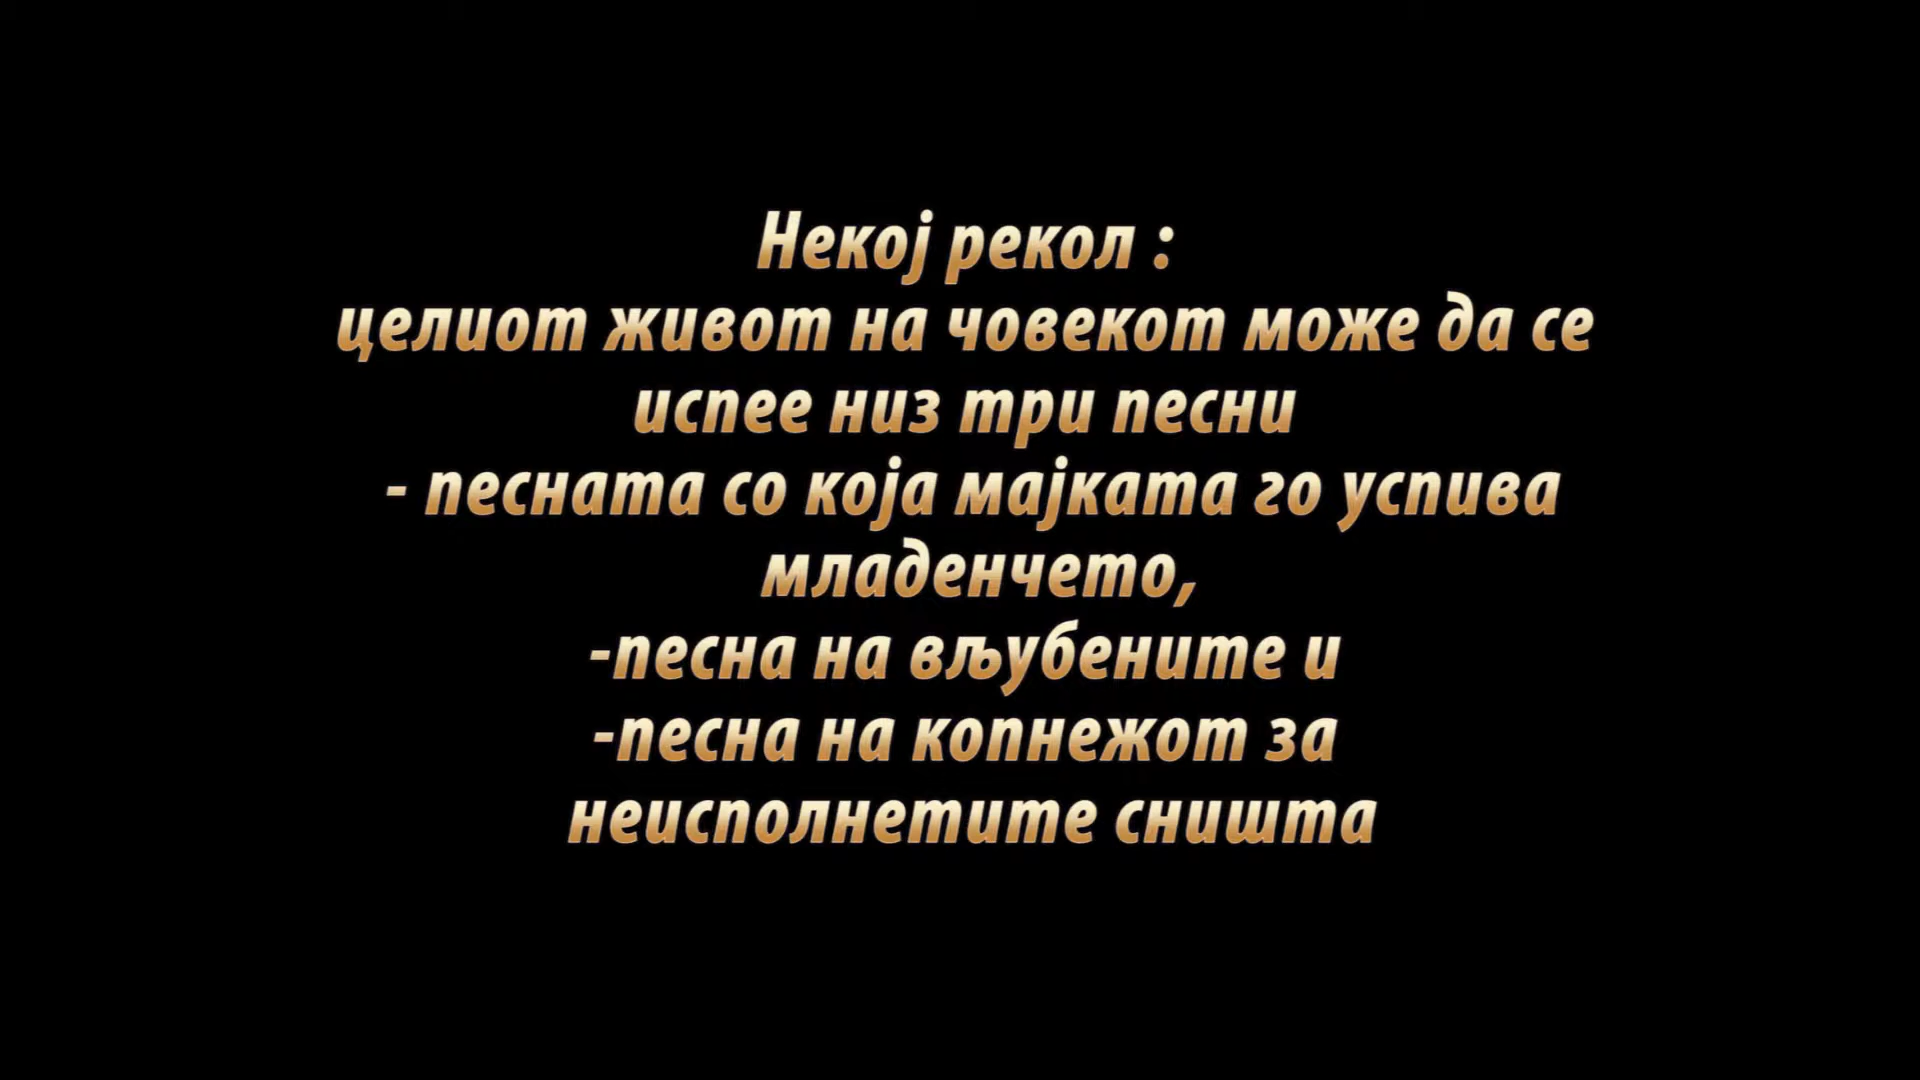 Некој рекол :
целиот живот на човекот може да се
испее низ три песни
- песната со која мајката го успива
младенчето,
-песна на вљубените и
-песна на копнежот за
неисполнетите сништа